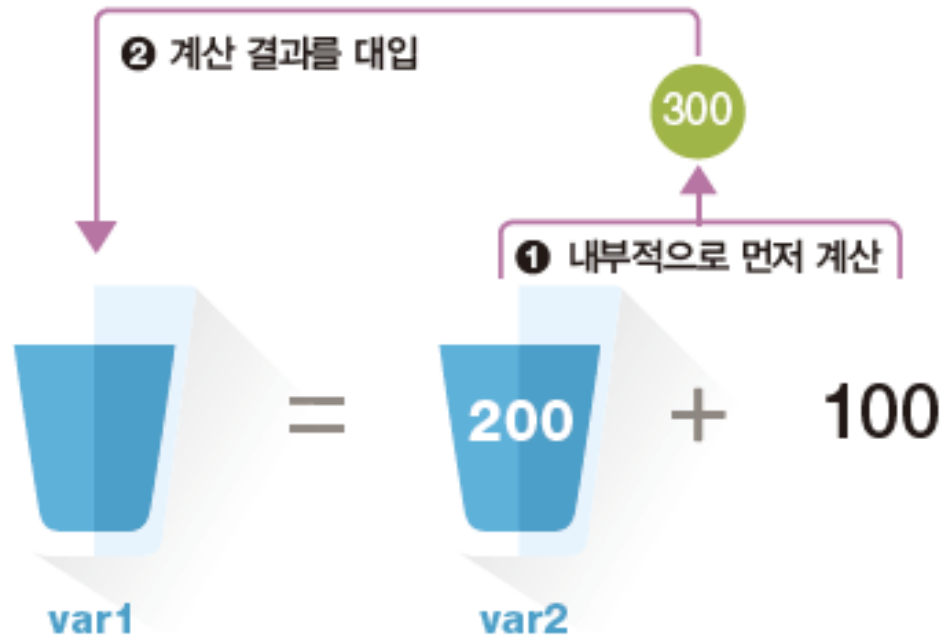 ❷ 계산 결과를 대입
300
❶ 내부적으로 먼저 계산
= 200 + 100
var1 var2